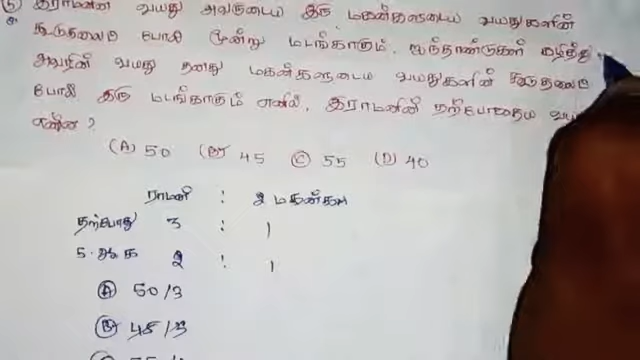 5) இராமனின் வயது அவருடைய இரு மகன்களுடைய வயதுகளின்
கூடுதலைப் போல் மூன்று மடங்காகும். ஐந்தாண்டுகள் கழித்து
அவரின் வயது தனது மகன்களுடைய வயதுகளின் கூடுதலைப்
போல் இரு மடங்காகும் எனில், இராமனின் தற்போதைய
என்ன?
(A) 50 (B) 45 (C) 55 (D) 40
ராமன் : 2 மகன்கள்
தற்போது 3 : 1
5. ஆ. க 2 : 1
(A) 50/3
(B) 45/3